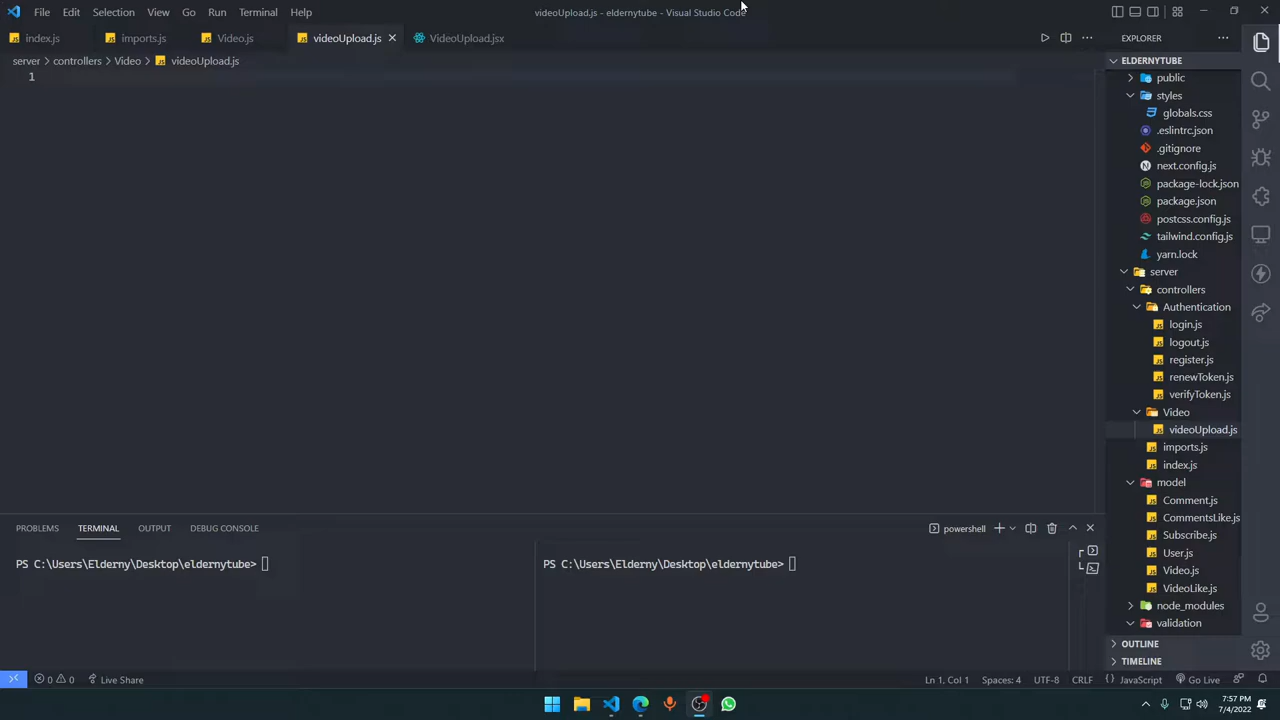 File Edit Selection View Go Run Terminal Help
videoUpload.js - eldernytube - Visual Studio Code
index.js imports.js Video.js videoUpload.js VideoUpload.jsx
server controllers Video videoUpload.js
1
EXPLORER
ELDERNYTUBE
public
styles
globals.css
.eslintrc.json
.gitignore
next.config.js
package-lock.json
package.json
postcss.config.js
tailwind.config.js
yarn.lock
server
controllers
Authentication
login.js
logout.js
register.js
renewToken.js
verifyToken.js
Video
videoUpload.js
imports.js
index.js
model
Comment.js
CommentsLike.js
Subscribe.js
User.js
Video.js
VideoLike.js
node_modules
validation
OUTLINE
TIMELINE
PROBLEMS TERMINAL OUTPUT DEBUG CONSOLE
powershell
PS C:\Users\Elderny\Desktop\eldernytube>
PS C:\Users\Elderny\Desktop\eldernytube>
0 0 Live Share
Ln 1, Col 1 Spaces: 4 UTF-8 CRLF {} JavaScript Go Live
7:57 PM
7/4/2022